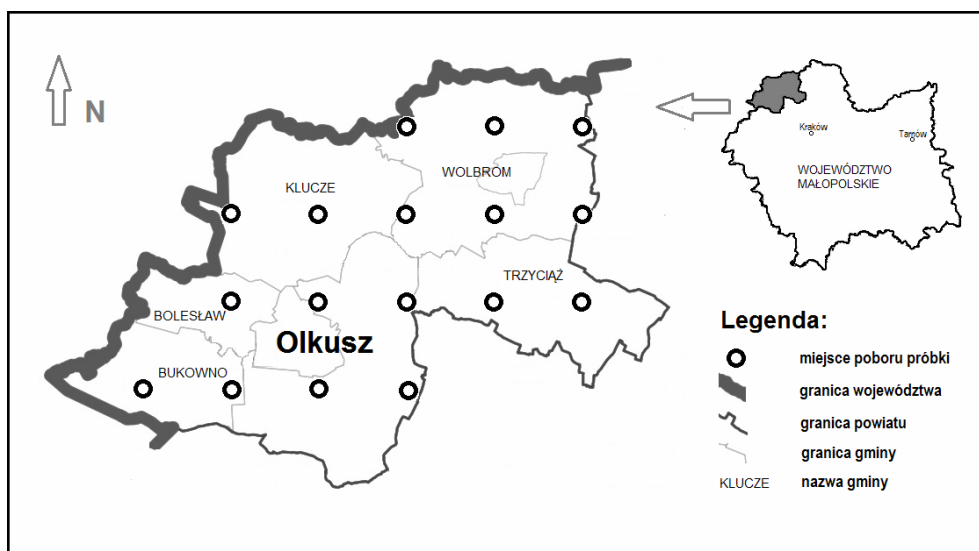 N
KLUCZE
WOLBROM
TRZYCIĄŻ
BOLESŁAW
Olkusz
BUKOWNO
Kraków
Tarnów
WOJEWÓDZTWO
MAŁOPOLSKIE
Legenda:
miejsce poboru próbki
granica województwa
granica powiatu
granica gminy
KLUCZE nazwa gminy